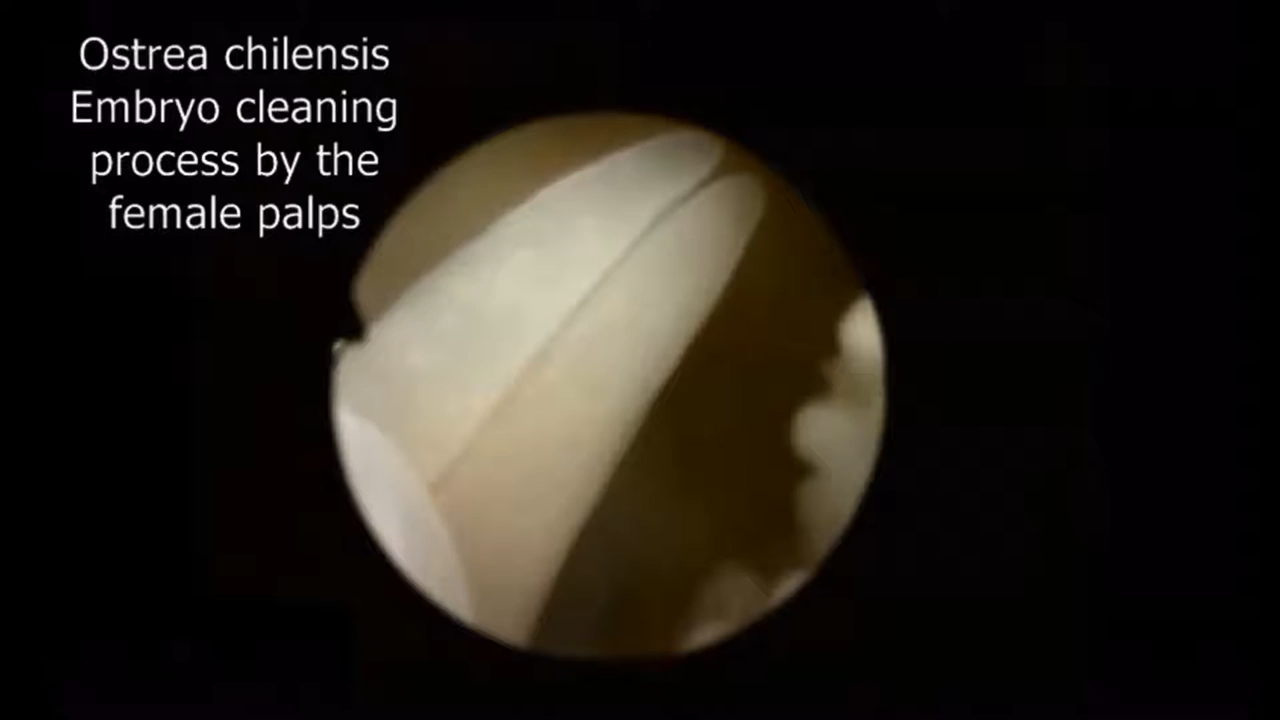 Ostrea chilensis
Embryo cleaning
process by the
female palps